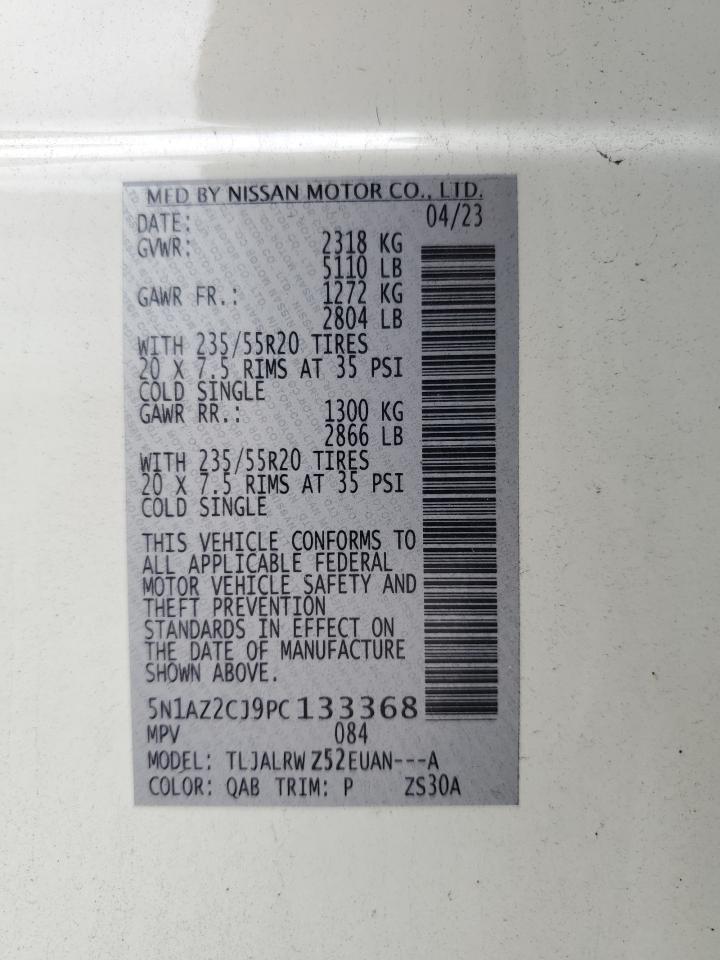 MFD BY NISSAN MOTOR CO., LTD.
DATE: 04/23
GVWR: 2318 KG
5110 LB
GAWR FR.: 1272 KG
2804 LB
WITH 235/55R20 TIRES
20 X 7.5 RIMS AT 35 PSI
COLD SINGLE
GAWR RR.: 1300 KG
2866 LB
WITH 235/55R20 TIRES
20 X 7.5 RIMS AT 35 PSI
COLD SINGLE
THIS VEHICLE CONFORMS TO
ALL APPLICABLE FEDERAL
MOTOR VEHICLE SAFETY AND
THEFT PREVENTION
STANDARDS IN EFFECT ON
THE DATE OF MANUFACTURE
SHOWN ABOVE.
5N1AZ2CJ9PC133368
MPV 084
MODEL: TLJALRWZ52EUAN---A
COLOR: QAB TRIM: P ZS30A